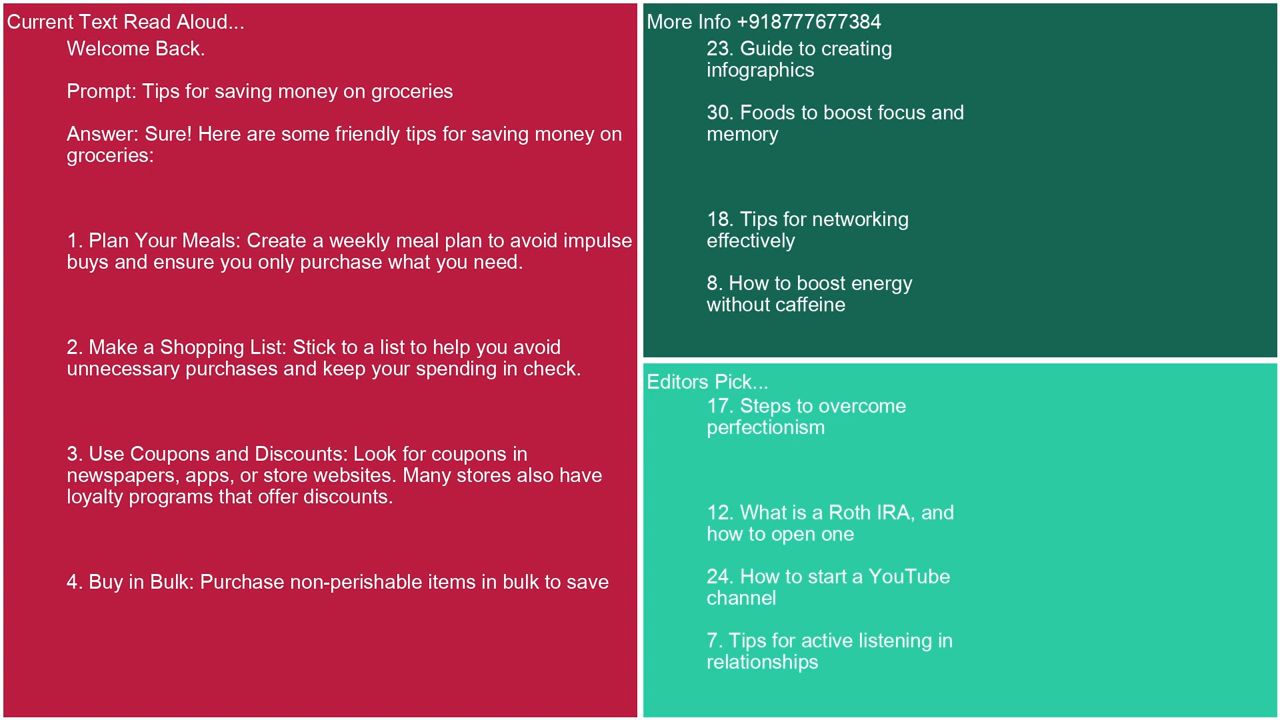 Current Text Read Aloud...
Welcome Back.
Prompt: Tips for saving money on groceries
Answer: Sure! Here are some friendly tips for saving money on
groceries:
1. Plan Your Meals: Create a weekly meal plan to avoid impulse
buys and ensure you only purchase what you need.
2. Make a Shopping List: Stick to a list to help you avoid
unnecessary purchases and keep your spending in check.
3. Use Coupons and Discounts: Look for coupons in
newspapers, apps, or store websites. Many stores also have
loyalty programs that offer discounts.
4. Buy in Bulk: Purchase non-perishable items in bulk to save
More Info +918777677384
23. Guide to creating
infographics
30. Foods to boost focus and
memory
18. Tips for networking
effectively
8. How to boost energy
without caffeine
Editors Pick...
17. Steps to overcome
perfectionism
12. What is a Roth IRA, and
how to open one
24. How to start a YouTube
channel
7. Tips for active listening in
relationships